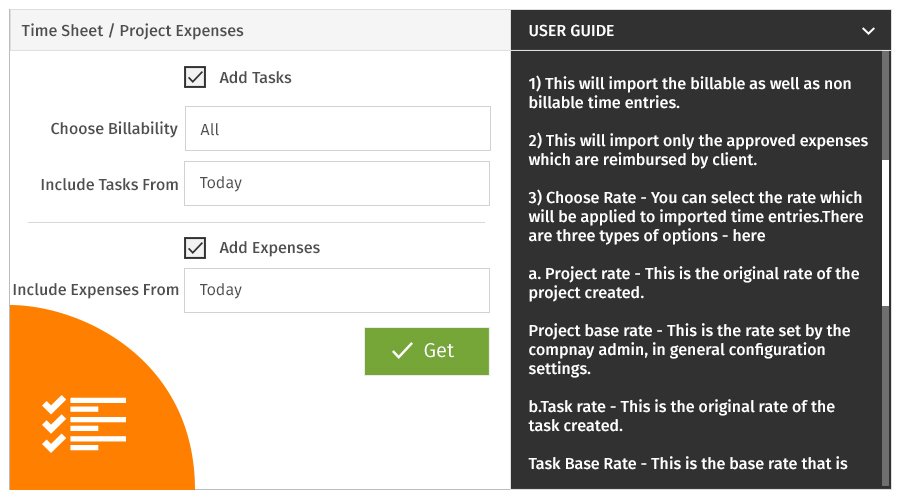 Time Sheet / Project Expenses
Add Tasks
Choose Billability
All
Include Tasks From
Today
Add Expenses
Include Expenses From
Today
Get
USER GUIDE
1) This will import the billable as well as non
billable time entries.
2) This will import only the approved expenses
which are reimbursed by client.
3) Choose Rate - You can select the rate which
will be applied to imported time entries.There
are three types of options - here
a. Project rate - This is the original rate of the
project created.
Project base rate - This is the rate set by the
compnay admin, in general configuration
settings.
b.Task rate - This is the original rate of the
task created.
Task Base Rate - This is the base rate that is